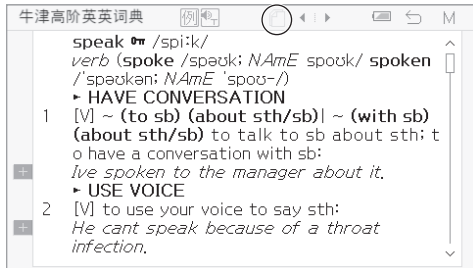 牛津高阶英英词典 例 M
speak /spiːk/
verb (spoke /spəʊk; NAmE spoʊk/ spoken
/ˈspəʊkən; NAmE ˈspoʊ-/)
► HAVE CONVERSATION
1 [V] ~ (to sb) (about sth/sb)| ~ (with sb)
(about sth/sb) to talk to sb about sth; t
o have a conversation with sb:
Ive spoken to the manager about it.
► USE VOICE
2 [V] to use your voice to say sth:
He cant speak because of a throat
infection.